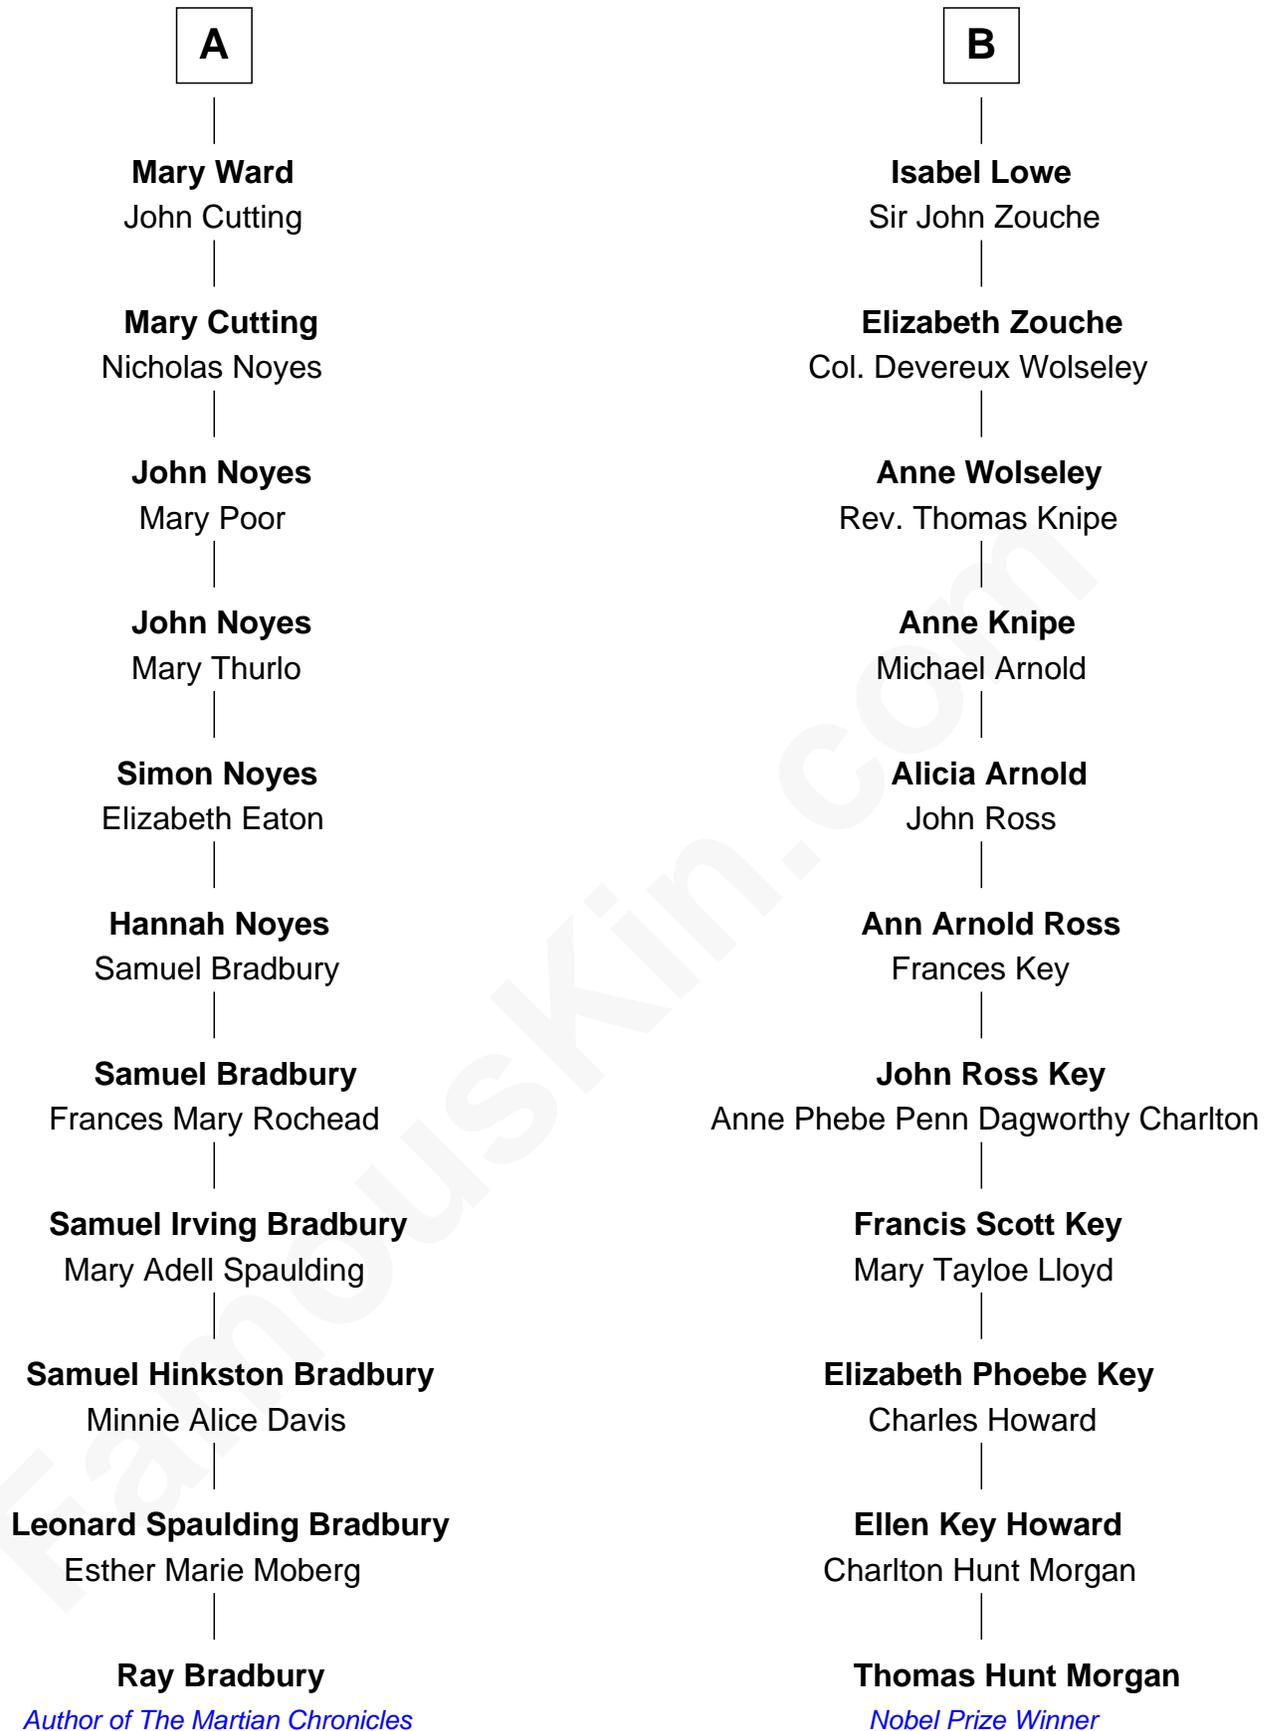 A
Mary Ward
John Cutting
Mary Cutting
Nicholas Noyes
John Noyes
Mary Poor
John Noyes
Mary Thurlo
Simon Noyes
Elizabeth Eaton
Hannah Noyes
Samuel Bradbury
Samuel Bradbury
Frances Mary Rochead
Samuel Irving Bradbury
Mary Adell Spaulding
Samuel Hinkston Bradbury
Minnie Alice Davis
Leonard Spaulding Bradbury
Esther Marie Moberg
Ray Bradbury
Author of The Martian Chronicles
B
Isabel Lowe
Sir John Zouche
Elizabeth Zouche
Col. Devereux Wolseley
Anne Wolseley
Rev. Thomas Knipe
Anne Knipe
Michael Arnold
Alicia Arnold
John Ross
Ann Arnold Ross
Frances Key
John Ross Key
Anne Phebe Penn Dagworthy Charlton
Francis Scott Key
Mary Tayloe Lloyd
Elizabeth Phoebe Key
Charles Howard
Ellen Key Howard
Charlton Hunt Morgan
Thomas Hunt Morgan
Nobel Prize Winner
FamousKin.com